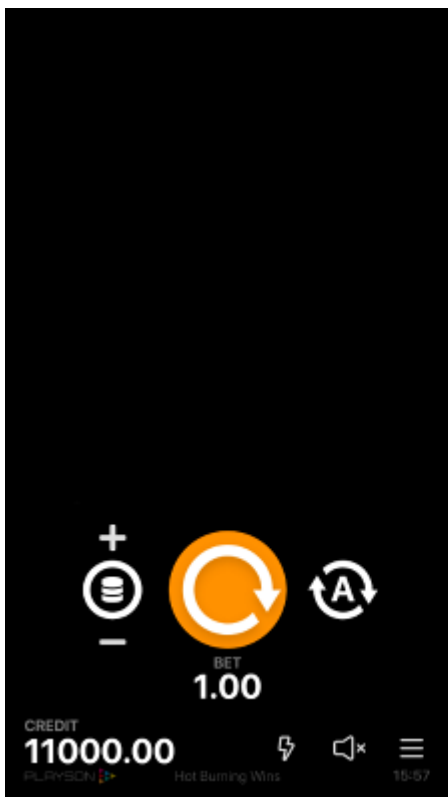 +
A
−
BET
1.00
CREDIT
11000.00
PLAYSON Hot Burning Wins 15:57